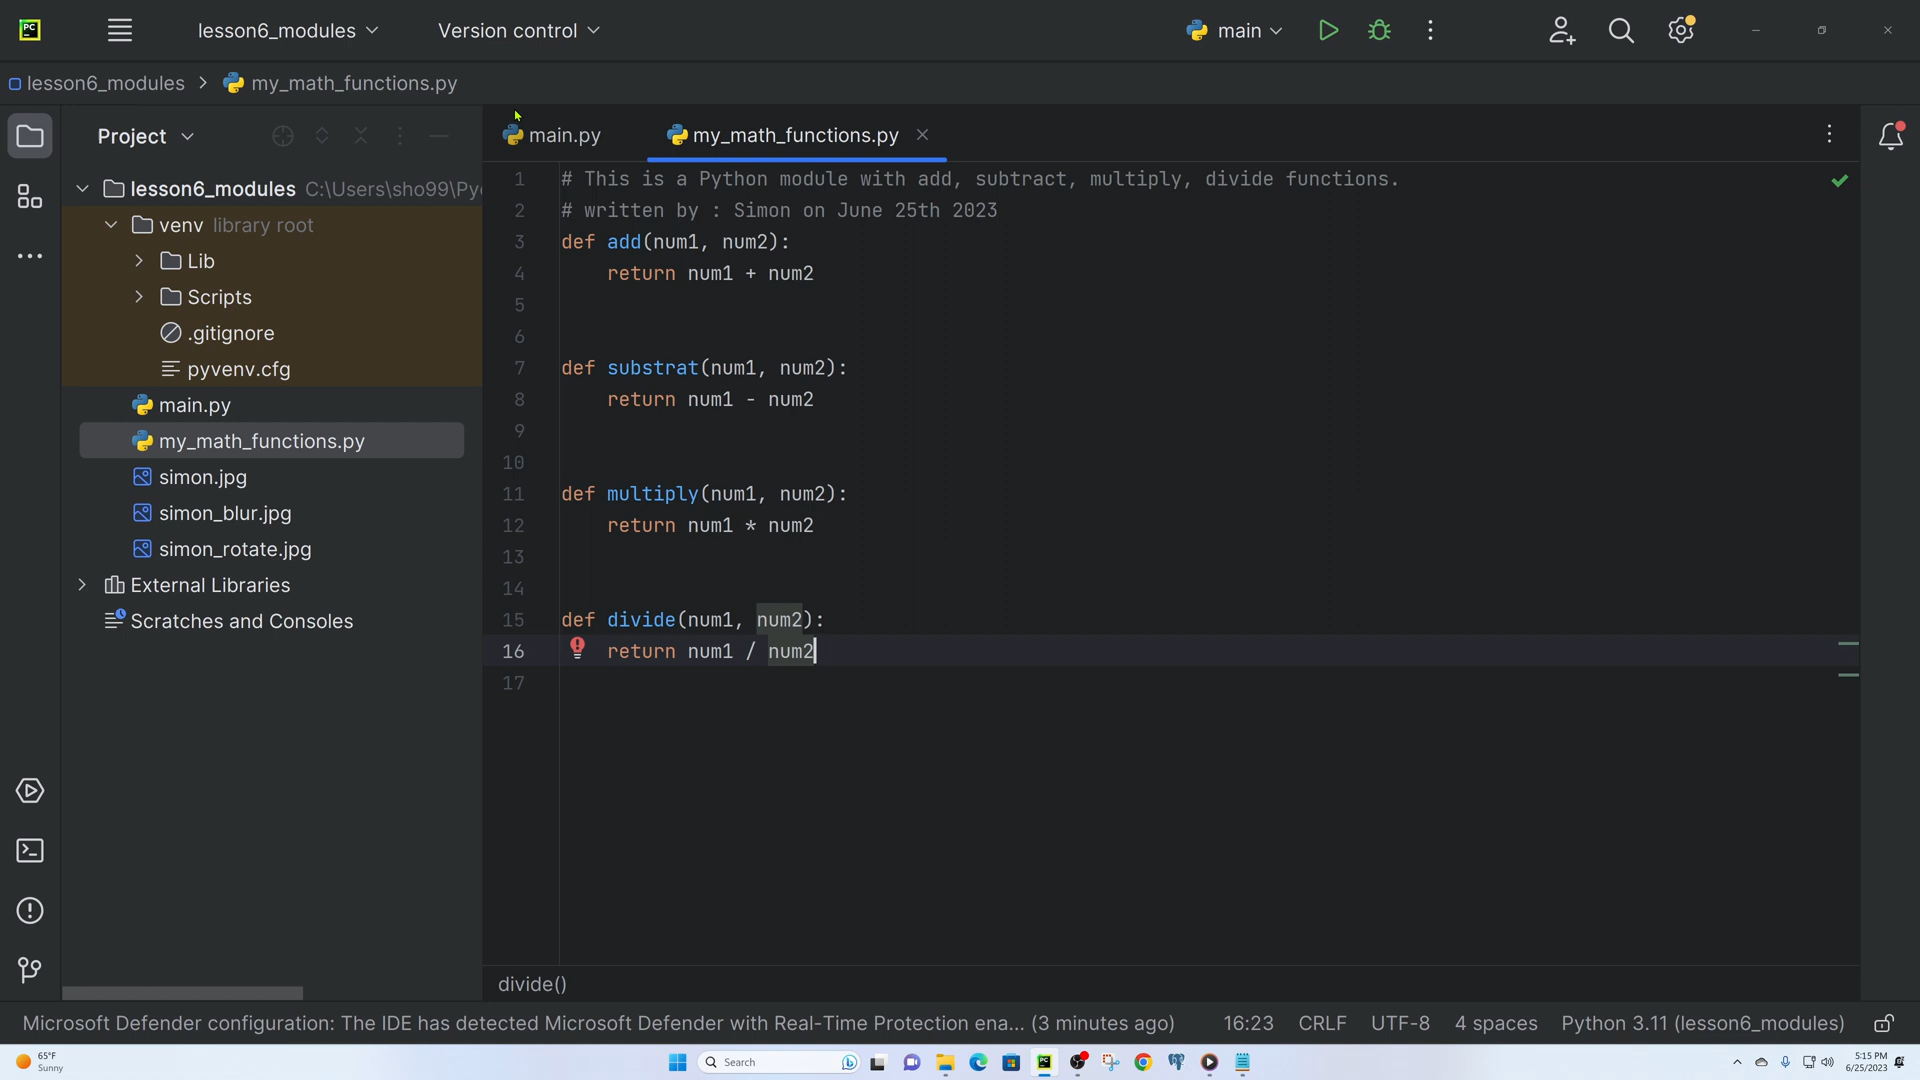 PC
lesson6_modules
Version control
main
lesson6_modules
my_math_functions.py
Project
main.py
my_math_functions.py
lesson6_modules C:\Users\sho99\Pyc
venv library root
Lib
Scripts
.gitignore
pyvenv.cfg
main.py
my_math_functions.py
simon.jpg
simon_blur.jpg
simon_rotate.jpg
External Libraries
Scratches and Consoles
1 # This is a Python module with add, subtract, multiply, divide functions.
2 # written by : Simon on June 25th 2023
3 def add(num1, num2):
4 return num1 + num2
5
6
7 def substrat(num1, num2):
8 return num1 - num2
9
10
11 def multiply(num1, num2):
12 return num1 * num2
13
14
15 def divide(num1, num2):
16 return num1 / num2
17
divide()
Microsoft Defender configuration: The IDE has detected Microsoft Defender with Real-Time Protection ena... (3 minutes ago)
16:23 CRLF UTF-8 4 spaces Python 3.11 (lesson6_modules)
65°F
Sunny
Search
5:15 PM
6/25/2023